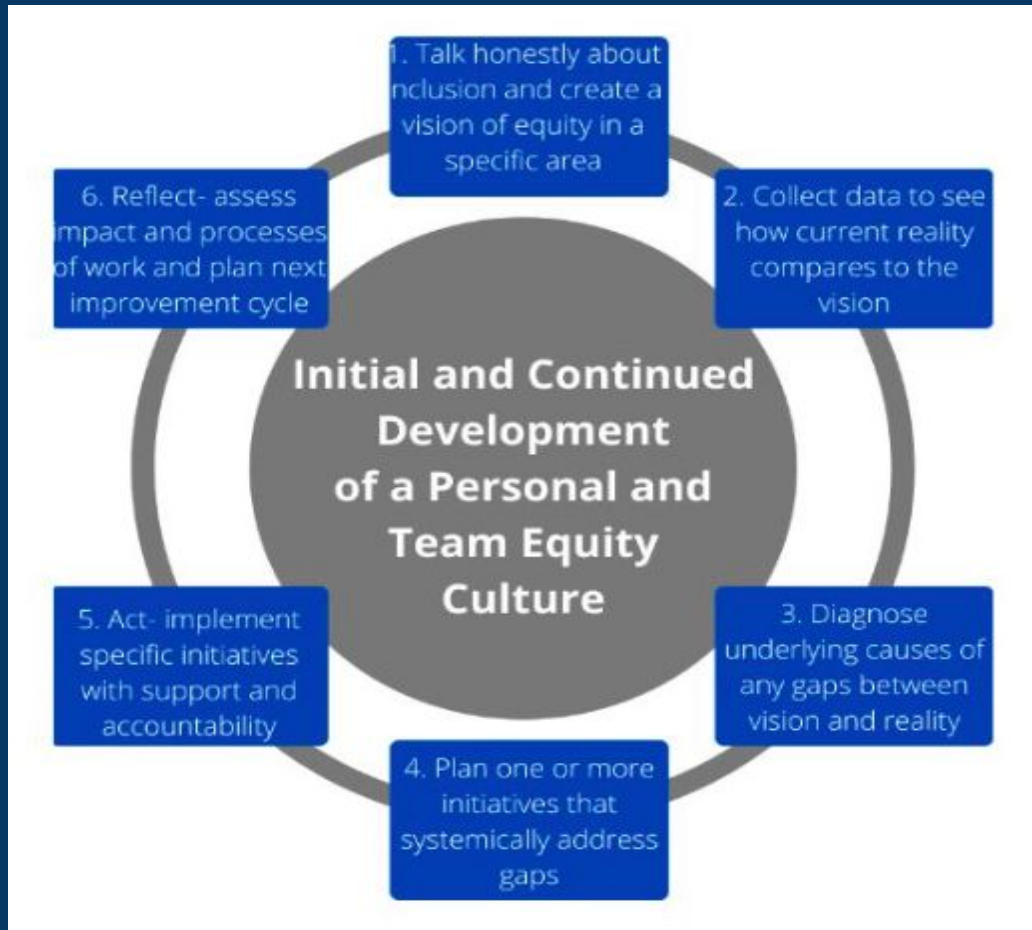 1. Talk honestly about
nclusion and create a
vision of equity in a
specific area
2. Collect data to see
how current reality
compares to the
vision
3. Diagnose
underlying causes of
any gaps between
vision and reality
4. Plan one or more
initiatives that
systemically address
gaps
5. Act- implement
specific initiatives
with support and
accountability
6. Reflect- assess
impact and processes
of work and plan next
improvement cycle
Initial and Continued
Development
of a Personal and
Team Equity
Culture